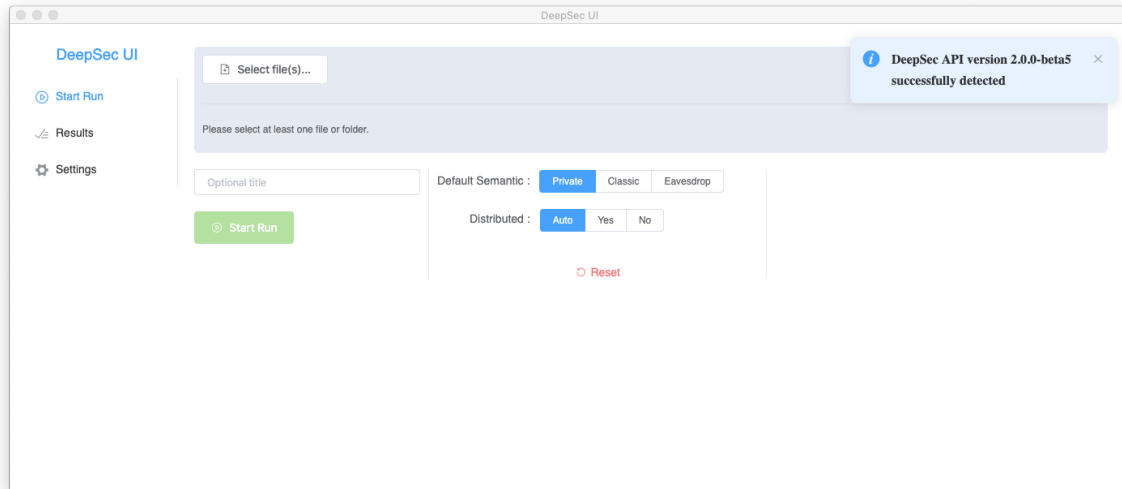 DeepSec UI
DeepSec UI
Start Run
Results
Settings
Select file(s)...
Please select at least one file or folder.
DeepSec API version 2.0.0-beta5
successfully detected
Optional title
Start Run
Default Semantic : Private Classic Eavesdrop
Distributed : Auto Yes No
Reset